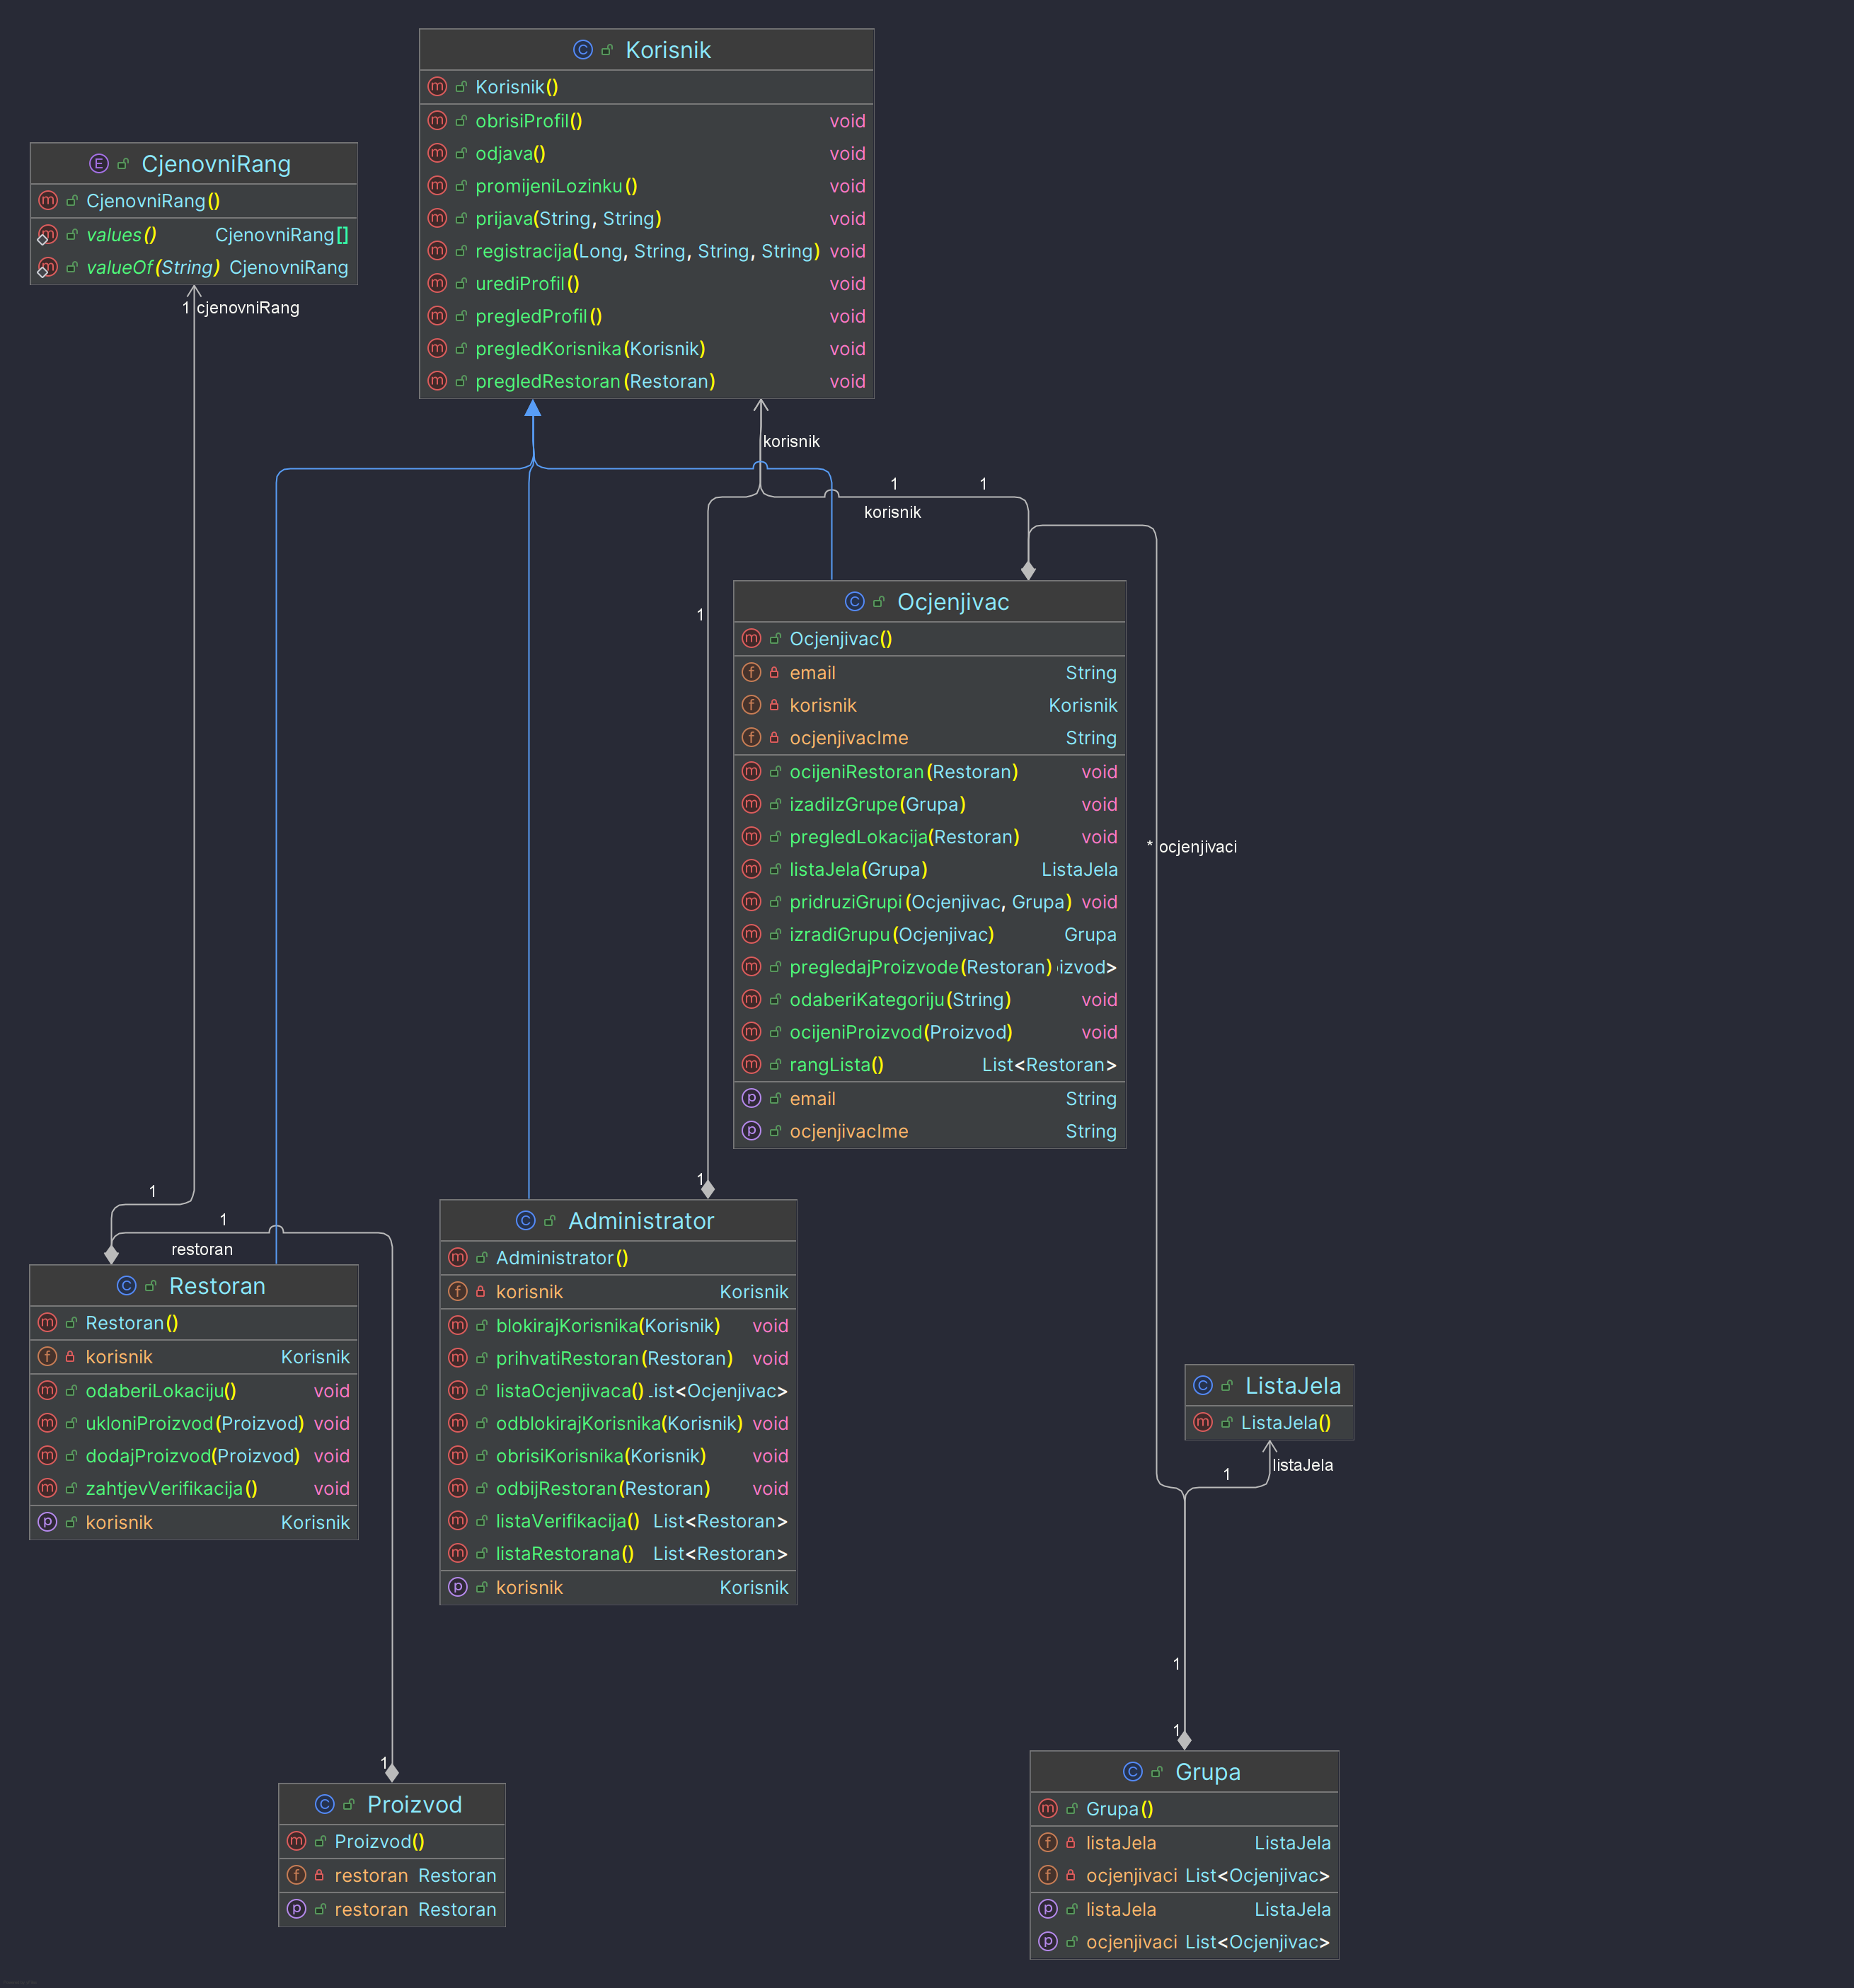 Korisnik
Korisnik()
obrisiProfil() void
odjava() void
promijeniLozinku() void
prijava(String, String) void
registracija(Long, String, String, String) void
urediProfil() void
pregledProfil() void
pregledKorisnika(Korisnik) void
pregledRestoran(Restoran) void
CjenovniRang
CjenovniRang()
values() CjenovniRang[]
valueOf(String) CjenovniRang
1 cjenovniRang
korisnik
1 1
korisnik
1
Ocjenjivac
Ocjenjivac()
email String
korisnik Korisnik
ocjenjivacIme String
ocijeniRestoran(Restoran) void
izadiIzGrupe(Grupa) void
pregledLokacija(Restoran) void
listaJela(Grupa) ListaJela
pridruziGrupi(Ocjenjivac, Grupa) void
izradiGrupu(Ocjenjivac) Grupa
pregledajProizvode(Restoran) izvod>
odaberiKategoriju(String) void
ocijeniProizvod(Proizvod) void
rangLista() List<Restoran>
email String
ocjenjivacIme String
* ocjenjivaci
1
1
1
restoran
Restoran
Restoran()
korisnik Korisnik
odaberiLokaciju() void
ukloniProizvod(Proizvod) void
dodajProizvod(Proizvod) void
zahtjevVerifikacija() void
korisnik Korisnik
Administrator
Administrator()
korisnik Korisnik
blokirajKorisnika(Korisnik) void
prihvatiRestoran(Restoran) void
listaOcjenjivaca() ist<Ocjenjivac>
odblokirajKorisnika(Korisnik) void
obrisiKorisnika(Korisnik) void
odbijRestoran(Restoran) void
listaVerifikacija() List<Restoran>
listaRestorana() List<Restoran>
korisnik Korisnik
ListaJela
ListaJela()
listaJela
1
1
1
1
Proizvod
Proizvod()
restoran Restoran
restoran Restoran
Grupa
Grupa()
listaJela ListaJela
ocjenjivaci List<Ocjenjivac>
listaJela ListaJela
ocjenjivaci List<Ocjenjivac>